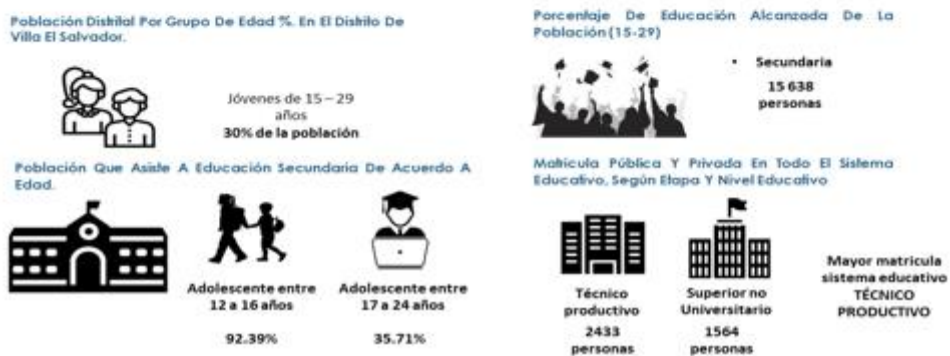 Población Distrital Por Grupo De Edad %. En El Distrito De
Villa El Salvador.
Jóvenes de 15 – 29
años
30% de la población
Población Que Asiste A Educación Secundaria De Acuerdo A
Edad.
Adolescente entre
12 a 16 años
92.39%
Adolescente entre
17 a 24 años
35.71%
Porcentaje De Educación Alcanzada De La
Población (15-29)
• Secundaria
15 638
personas
Matricula Pública Y Privada En Todo El Sistema
Educativo, Según Etapa Y Nivel Educativo
Técnico
productivo
2433
personas
Superior no
Universitario
1564
personas
Mayor matricula
sistema educativo
TÉCNICO
PRODUCTIVO